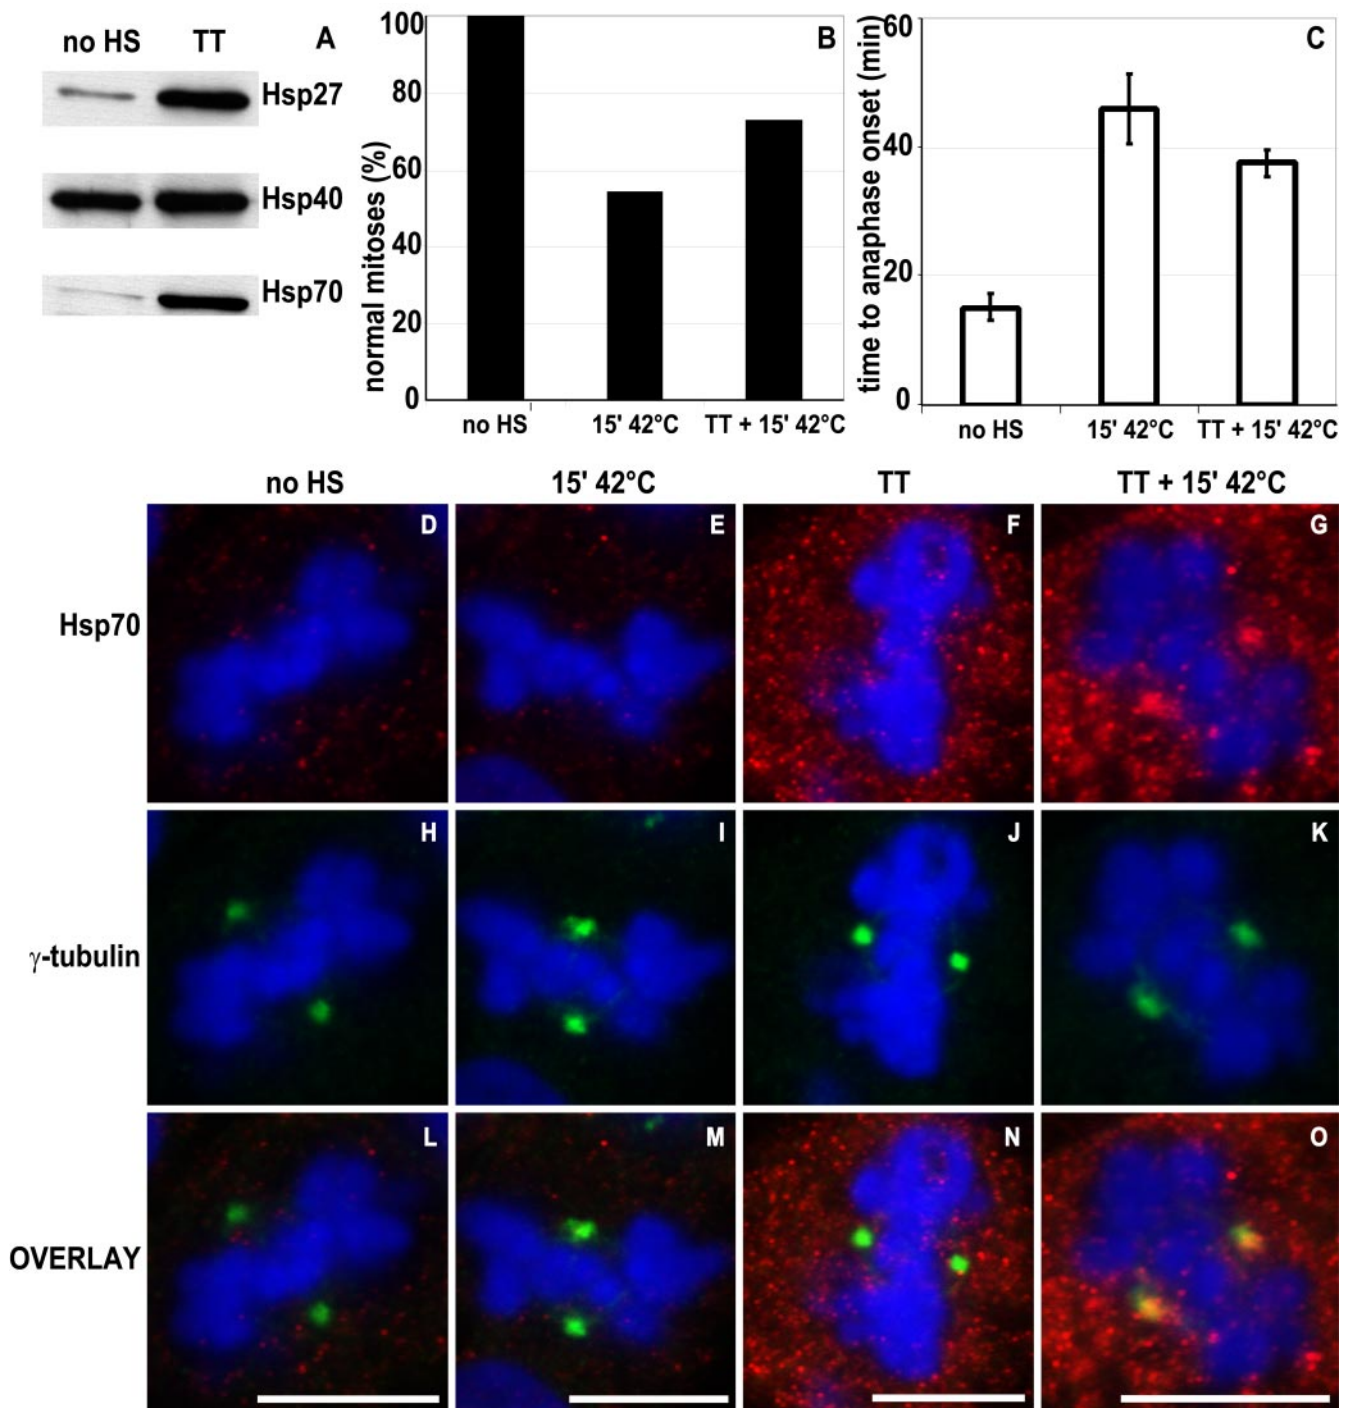 no HS TT A
Hsp27
Hsp40
Hsp70
B
normal mitoses (%)
100
80
60
40
20
0
no HS 15' 42°C TT + 15' 42°C
C
time to anaphase onset (min)
60
40
20
0
no HS 15' 42°C TT + 15' 42°C
no HS 15' 42°C TT TT + 15' 42°C
Hsp70 D E F G
γ-tubulin H I J K
OVERLAY L M N O